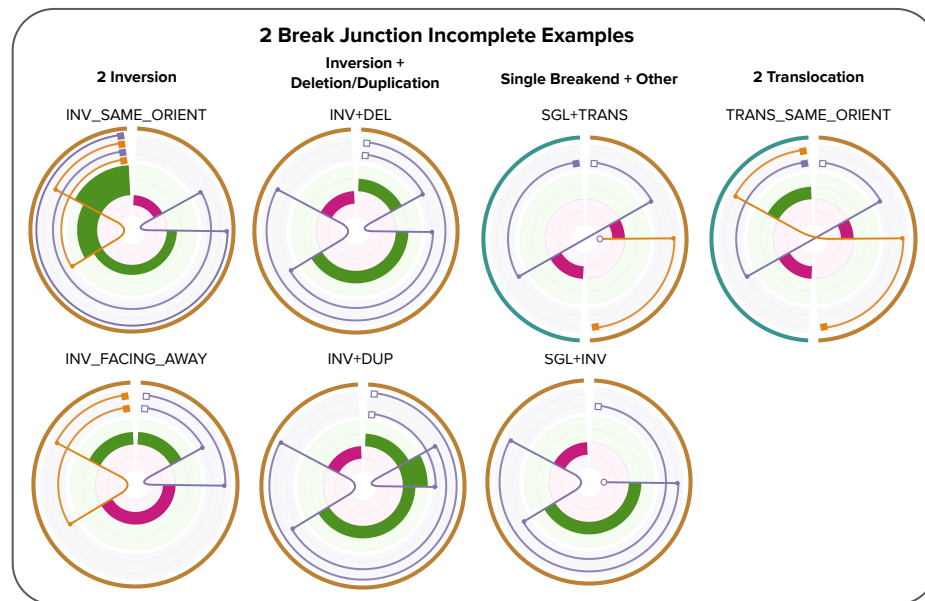 2 Break Junction Incomplete Examples
2 Inversion
Inversion +
Deletion/Duplication
Single Breakend + Other
2 Translocation
INV_SAME_ORIENT
INV+DEL
SGL+TRANS
TRANS_SAME_ORIENT
INV_FACING_AWAY
INV+DUP
SGL+INV